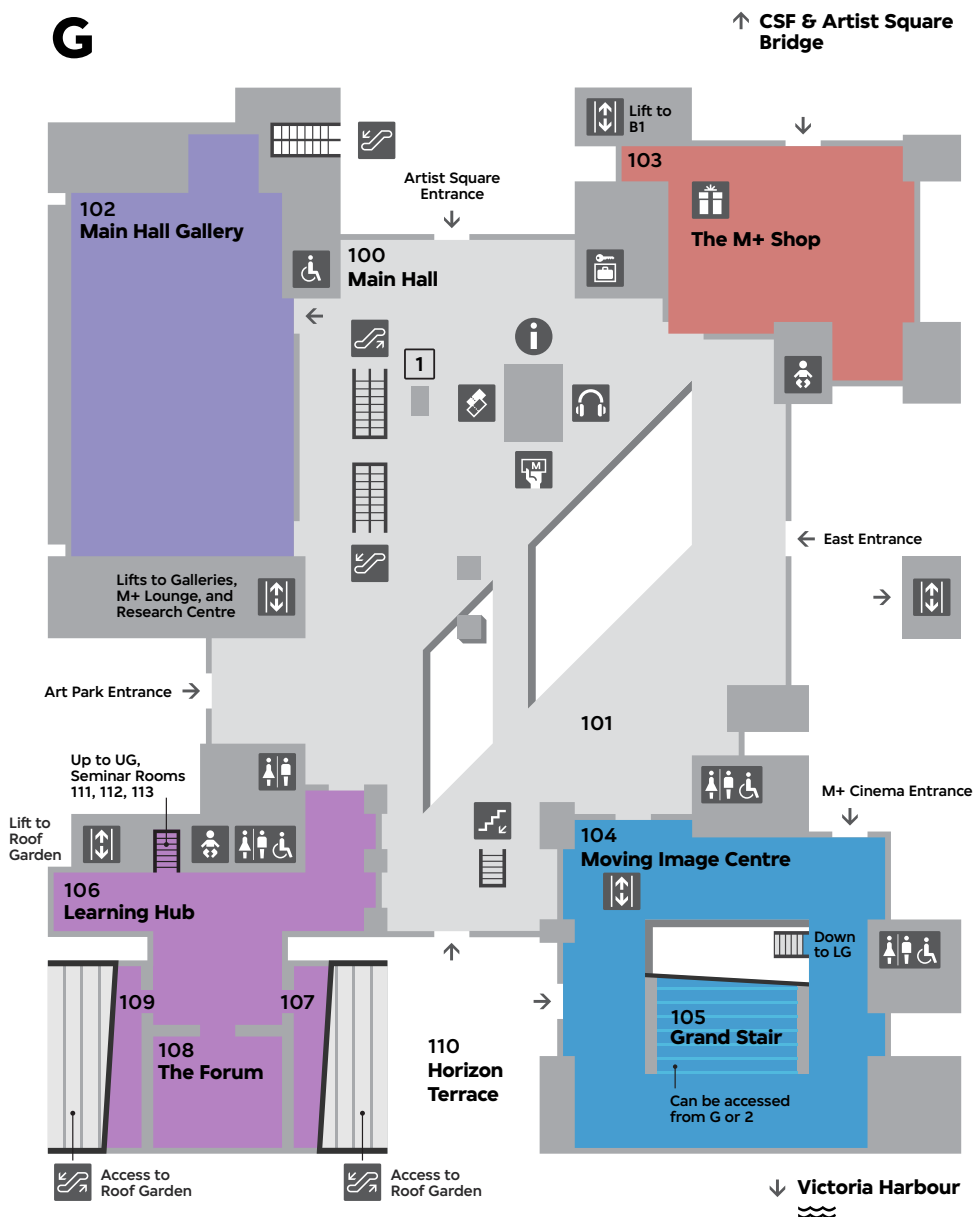 G
CSF & Artist Square
Bridge
Lift to
B1
103
The M+ Shop
Artist Square
Entrance
102
Main Hall Gallery
100
Main Hall
i
1
M
East Entrance
Lifts to Galleries,
M+ Lounge, and
Research Centre
Art Park Entrance
101
Up to UG,
Seminar Rooms
111, 112, 113
M+ Cinema Entrance
Lift to
Roof
Garden
104
Moving Image Centre
106
Learning Hub
Down
to LG
109
107
105
Grand Stair
108
The Forum
110
Horizon
Terrace
Can be accessed
from G or 2
Access to
Roof Garden
Access to
Roof Garden
Victoria Harbour